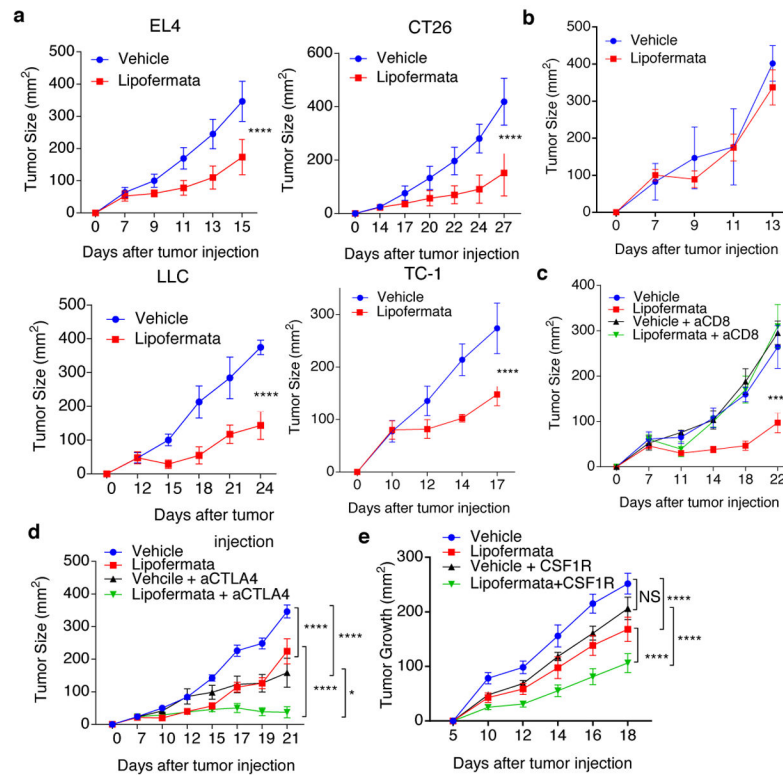 a
EL4
Tumor Size (mm²)
500
400
300
200
100
0
Vehicle
Lipofermata
****
0 7 9 11 13 15
Days after tumor injection
CT26
Tumor Size (mm²)
600
400
200
0
Vehicle
Lipofermata
****
0 14 17 20 22 24 27
Days after tumor injection
b
Tumor Size (mm²)
500
400
300
200
100
0
Vehicle
Lipofermata
0 7 9 11 13
Days after tumor injection
LLC
Tumor Size (mm²)
500
400
300
200
100
0
Vehicle
Lipofermata
****
0 12 15 18 21 24
Days after tumor
injection
TC-1
Tumor Size (mm²)
300
200
100
0
Vehicle
Lipofermata
****
0 10 12 14 17
Days after tumor injection
c
Tumor Size (mm²)
400
300
200
100
0
Vehicle
Lipofermata
Vehicle + aCD8
Lipofermata + aCD8
***
0 7 11 14 18 22
Days after tumor injection
d
Tumor Size (mm²)
500
400
300
200
100
0
Vehicle
Lipofermata
Vehcile + aCTLA4
Lipofermata + aCTLA4
****
****
****
*
0 7 10 12 15 17 19 21
Days after tumor injection
e
Tumor Growth (mm²)
300
200
100
0
Vehicle
Lipofermata
Vehicle + CSF1R
Lipofermata+CSF1R
NS
****
****
****
5 10 12 14 16 18
Days after tumor injection